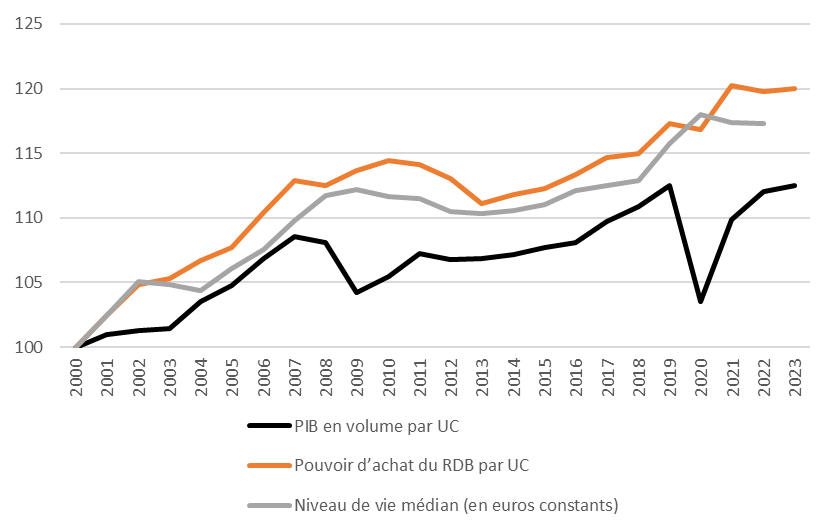 125
120
115
110
105
100
2000 2001 2002 2003 2004 2005 2006 2007 2008 2009 2010 2011 2012 2013 2014 2015 2016 2017 2018 2019 2020 2021 2022 2023
PIB en volume par UC
Pouvoir d’achat du RDB par UC
Niveau de vie médian (en euros constants)